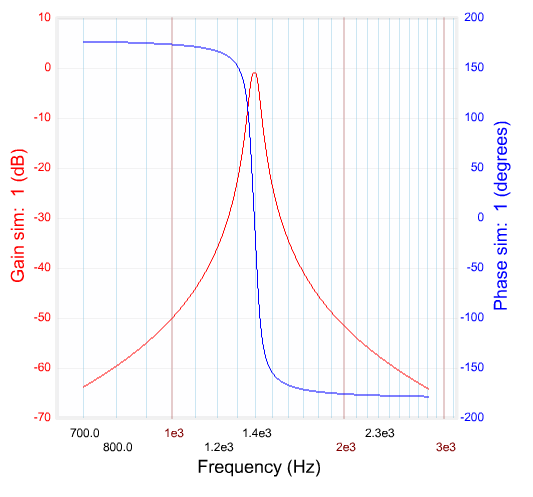 10 200
0 150
-10 100
-20 50
-30 0
-40 -50
-50 -100
-60 -150
-70 -200
Gain sim: 1 (dB)
Phase sim: 1 (degrees)
700.0 1e3 1.4e3 2.3e3
800.0 1.2e3 2e3 3e3
Frequency (Hz)